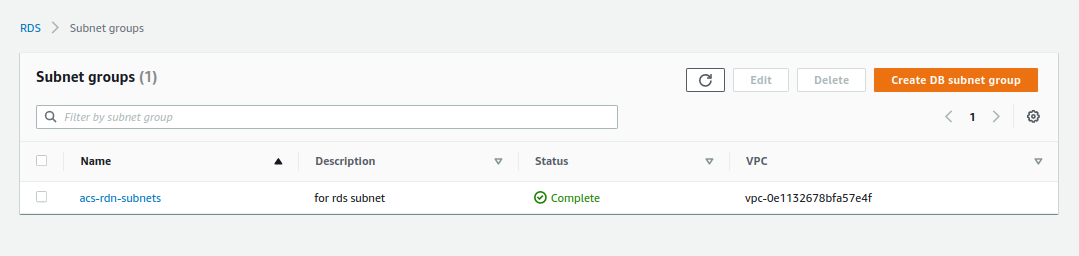 RDS > Subnet groups
Subnet groups (1)
Edit
Delete
Create DB subnet group
Filter by subnet group
1
Name Description Status VPC
acs-rdn-subnets for rds subnet Complete vpc-0e1132678bfa57e4f